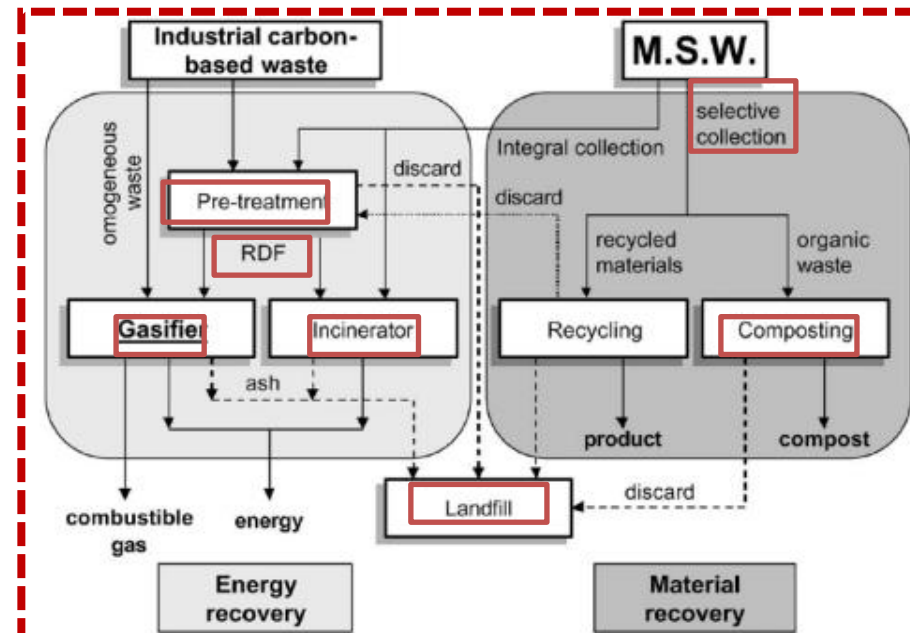 Industrial carbon-
based waste
M.S.W.
selective
collection
Integral collection
omogeneous
waste
discard
Pre-treatment
discard
RDF
recycled
materials
organic
waste
Gasifier
Incinerator
Recycling
Composting
ash
product
compost
Landfill
discard
combustible
gas
energy
Energy
recovery
Material
recovery